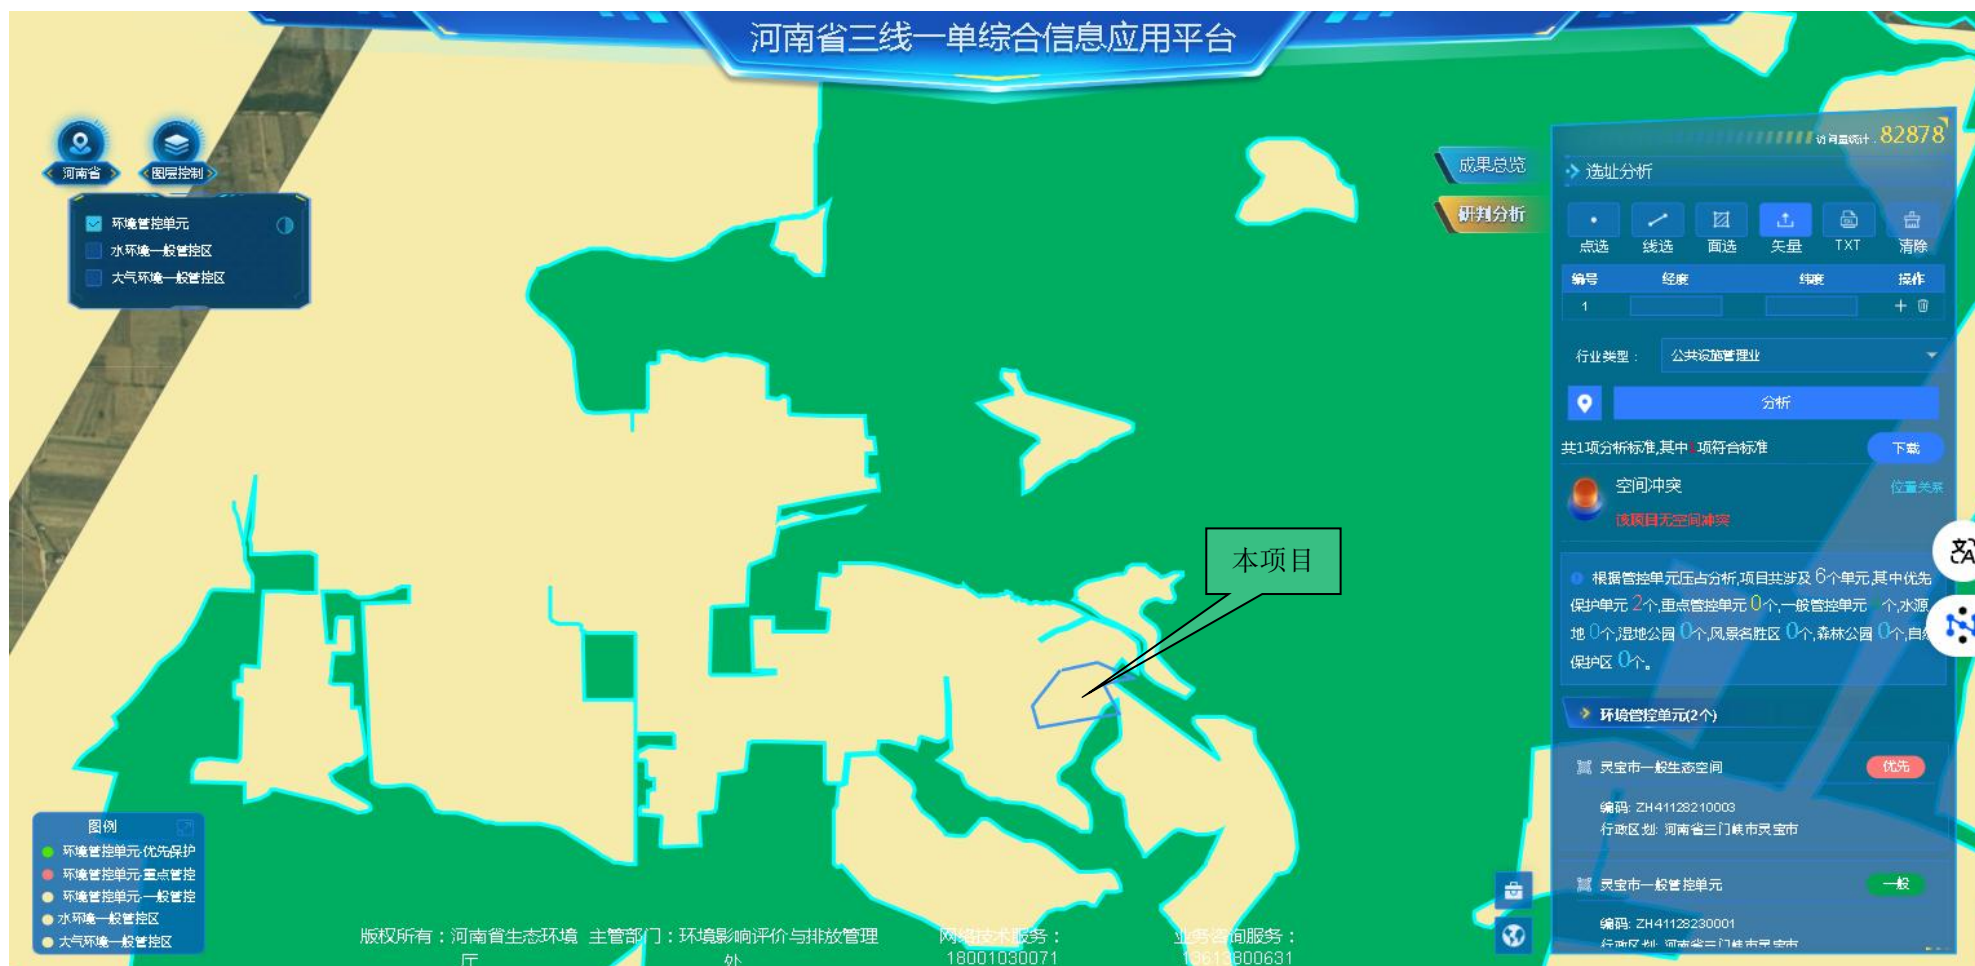 河南省三线一单综合信息应用平台
河南省
图层控制
环境管控单元
水环境一般管控区
大气环境一般管控区
成果总览
研判分析
访问量统计: 82878
选址分析
点选 线选 面选 矢量 TXT 清除
编号 经度 纬度 操作
1
行业类型: 公共设施管理业
分析
共1项分析标准,其中 项符合标准
下载
空间冲突
位置关系
该项目无空间冲突
根据管控单元压占分析,项目共涉及 6个单元,其中优先
保护单元 2个,重点管控单元 0个,一般管控单元 个,水源
地 0个,湿地公园 0个,风景名胜区 0个,森林公园 0个,自然
保护区 0个。
环境管控单元(2个)
灵宝市一般生态空间 优先
编码: ZH41128210003
行政区划: 河南省三门峡市灵宝市
灵宝市一般管控单元 一般
编码: ZH41128230001
行政区划: 河南省三门峡市灵宝市
本项目
图例
环境管控单元-优先保护
环境管控单元-重点管控
环境管控单元-一般管控
水环境一般管控区
大气环境一般管控区
版权所有:河南省生态环境厅
主管部门:环境影响评价与排放管理处
网络技术服务:
18001030071
业务咨询服务:
13613800631
文A